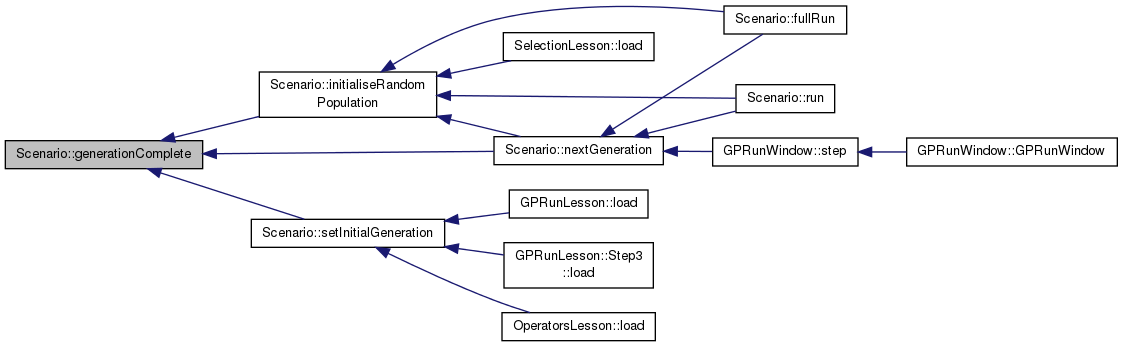 Scenario::fullRun
SelectionLesson::load
Scenario::initialiseRandom
Population
Scenario::run
Scenario::generationComplete
Scenario::nextGeneration
GPRunWindow::step
GPRunWindow::GPRunWindow
GPRunLesson::load
Scenario::setInitialGeneration
GPRunLesson::Step3
::load
OperatorsLesson::load